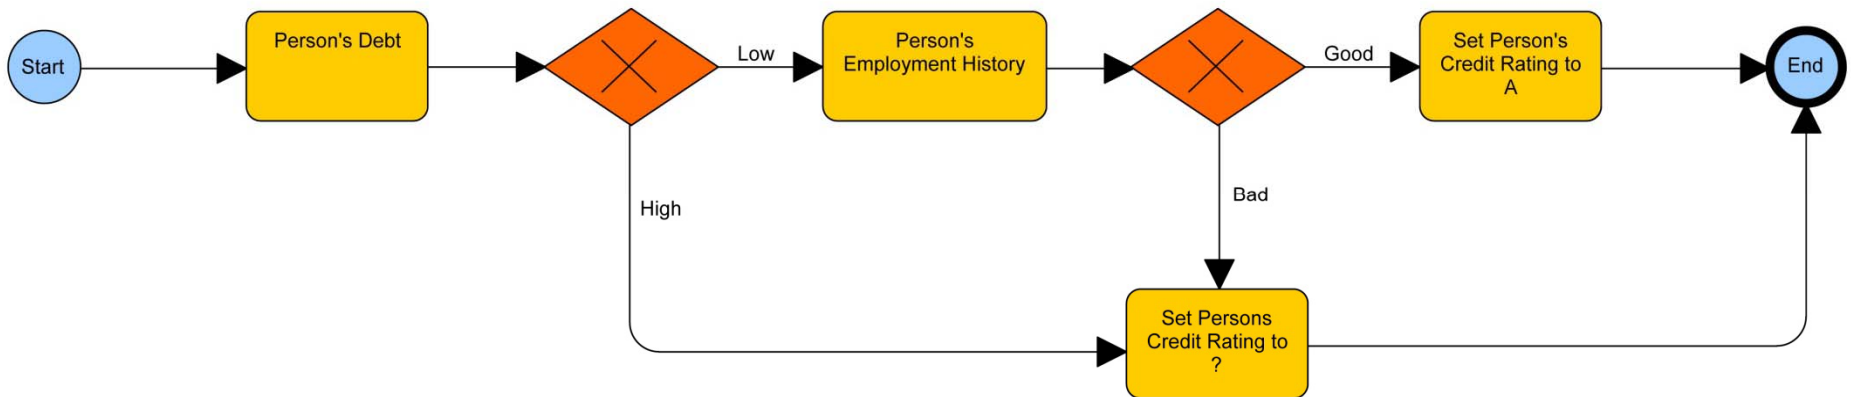 Start
Person's Debt
Low
Person's
Employment History
Good
Set Person's
Credit Rating to
A
End
High
Bad
Set Persons
Credit Rating to
?